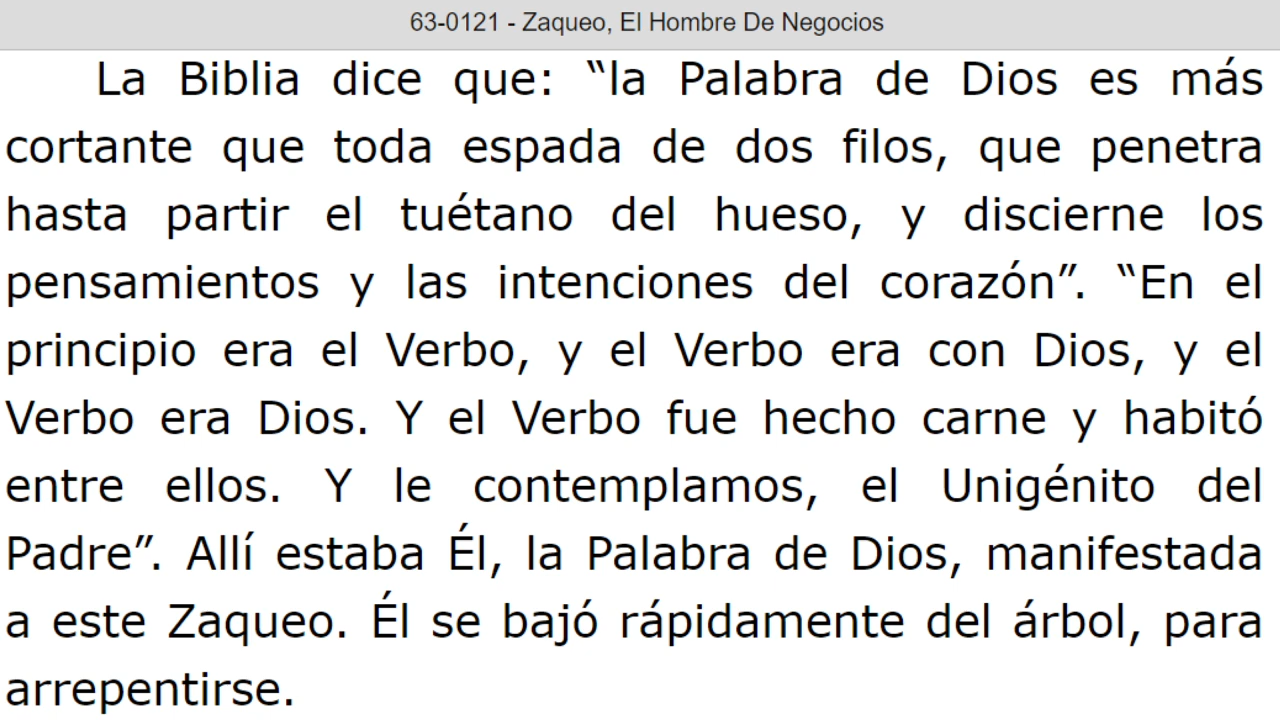 63-0121 - Zaqueo, El Hombre De Negocios
La Biblia dice que: “la Palabra de Dios es más
cortante que toda espada de dos filos, que penetra
hasta partir el tuétano del hueso, y discierne los
pensamientos y las intenciones del corazón”. “En el
principio era el Verbo, y el Verbo era con Dios, y el
Verbo era Dios. Y el Verbo fue hecho carne y habitó
entre ellos. Y le contemplamos, el Unigénito del
Padre”. Allí estaba Él, la Palabra de Dios, manifestada
a este Zaqueo. Él se bajó rápidamente del árbol, para
arrepentirse.